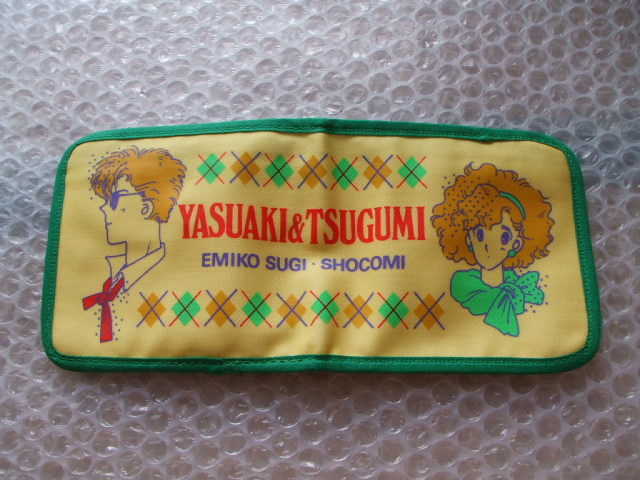 YASUAKI&TSUGUMI
EMIKO SUGI · SHOCOMI